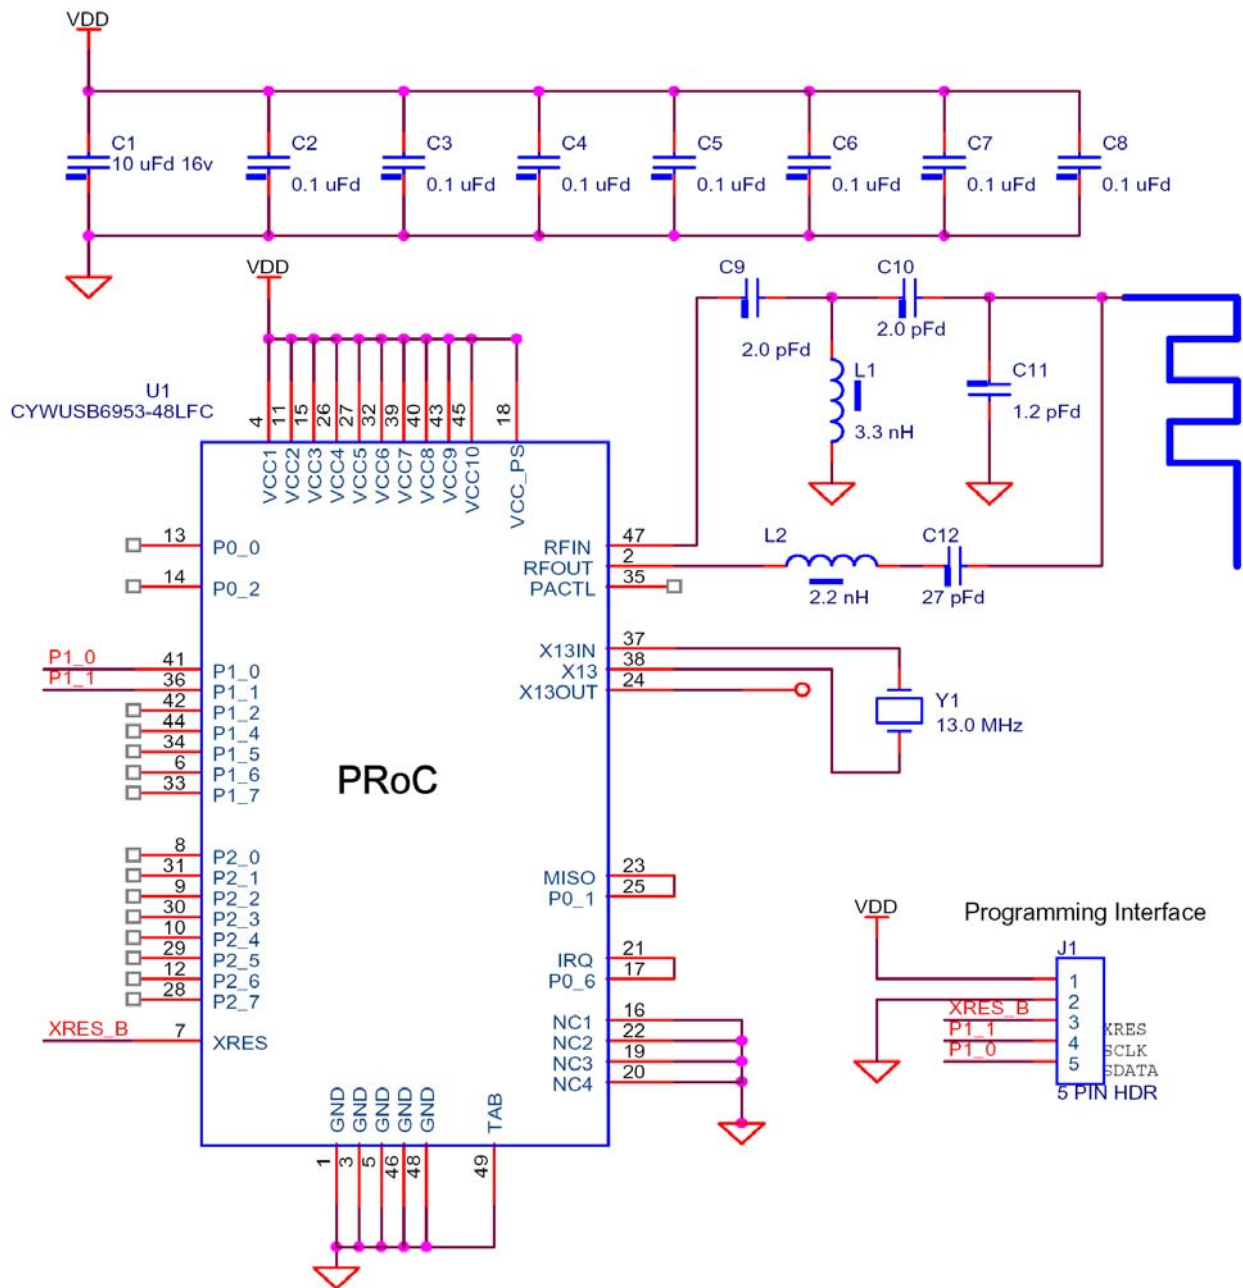 VDD
C1
10 uFd 16v
C2
0.1 uFd
C3
0.1 uFd
C4
0.1 uFd
C5
0.1 uFd
C6
0.1 uFd
C7
0.1 uFd
C8
0.1 uFd
VDD
C9
2.0 pFd
C10
2.0 pFd
L1
3.3 nH
C11
1.2 pFd
U1
CYWUSB6953-48LFC
4
11
15
26
27
32
39
40
43
45
18
VCC1
VCC2
VCC3
VCC4
VCC5
VCC6
VCC7
VCC8
VCC9
VCC10
VCC_PS
13 P0_0
14 P0_2
P1_0 41 P1_0
P1_1 36 P1_1
42 P1_2
44 P1_4
34 P1_5
6 P1_6
33 P1_7
8 P2_0
31 P2_1
9 P2_2
30 P2_3
10 P2_4
29 P2_5
12 P2_6
28 P2_7
XRES_B 7 XRES
PRoC
RFIN 47
RFOUT 2
PACTL 35
L2
2.2 nH
C12
27 pFd
X13IN 37
X13 38
X13OUT 24
Y1
13.0 MHz
MISO 23
P0_1 25
IRQ 21
P0_6 17
NC1 16
NC2 22
NC3 19
NC4 20
GND
GND
GND
GND
GND
TAB
1
3
5
46
48
49
VDD
Programming Interface
J1
1
2
XRES_B 3 XRES
P1_1 4 SCLK
P1_0 5 SDATA
5 PIN HDR